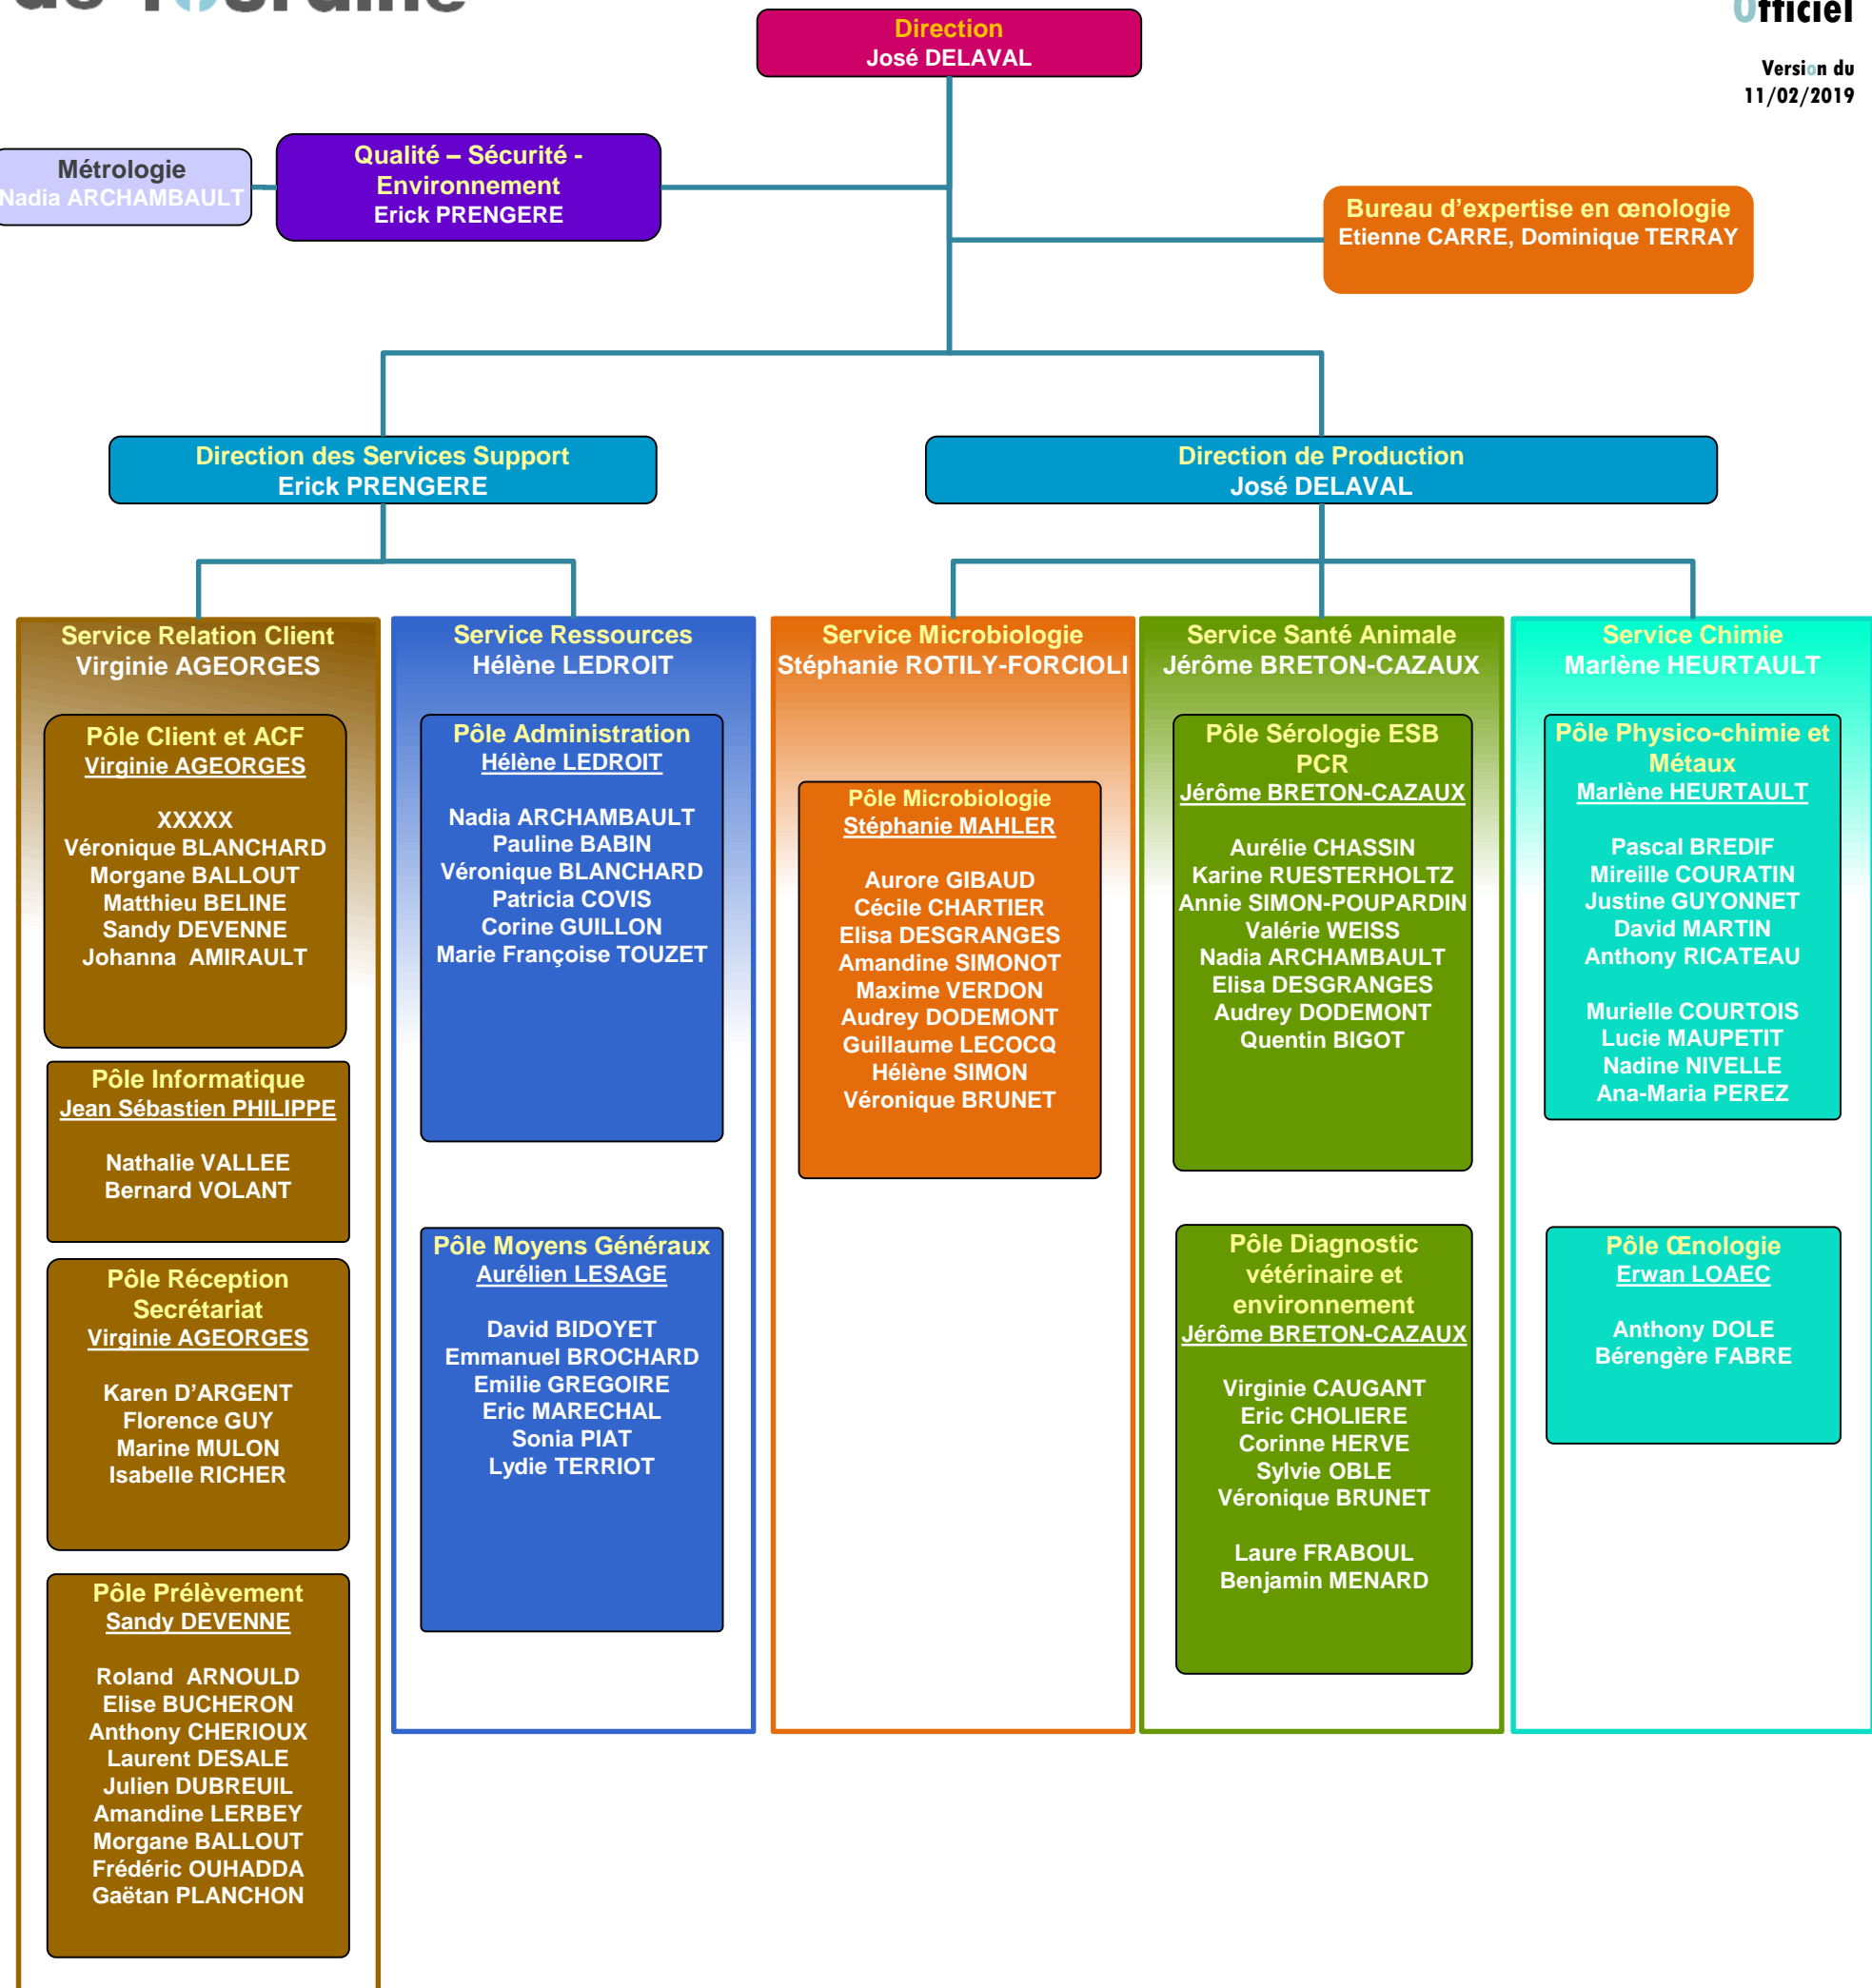 de Touraine
Officiel
Version du
11/02/2019
Direction
José DELAVAL
Métrologie
Nadia ARCHAMBAULT
Qualité – Sécurité -
Environnement
Erick PRENGERE
Bureau d'expertise en œnologie
Etienne CARRE, Dominique TERRAY
Direction des Services Support
Erick PRENGERE
Direction de Production
José DELAVAL
Service Relation Client
Virginie AGEORGES
Pôle Client et ACF
Virginie AGEORGES
XXXXX
Véronique BLANCHARD
Morgane BALLOUT
Matthieu BELINE
Sandy DEVENNE
Johanna  AMIRAULT
Pôle Informatique
Jean Sébastien PHILIPPE
Nathalie VALLEE
Bernard VOLANT
Pôle Réception
Secrétariat
Virginie AGEORGES
Karen D’ARGENT
Florence GUY
Marine MULON
Isabelle RICHER
Pôle Prélèvement
Sandy DEVENNE
Roland  ARNOULD
Elise BUCHERON
Anthony CHERIOUX
Laurent DESALE
Julien DUBREUIL
Amandine LERBEY
Morgane BALLOUT
Frédéric OUHADDA
Gaëtan PLANCHON
Service Ressources
Hélène LEDROIT
Pôle Administration
Hélène LEDROIT
Nadia ARCHAMBAULT
Pauline BABIN
Véronique BLANCHARD
Patricia COVIS
Corine GUILLON
Marie Françoise TOUZET
Pôle Moyens Généraux
Aurélien LESAGE
David BIDOYET
Emmanuel BROCHARD
Emilie GREGOIRE
Eric MARECHAL
Sonia PIAT
Lydie TERRIOT
Service Microbiologie
Stéphanie ROTILY-FORCIOLI
Pôle Microbiologie
Stéphanie MAHLER
Aurore GIBAUD
Cécile CHARTIER
Elisa DESGRANGES
Amandine SIMONOT
Maxime VERDON
Audrey DODEMONT
Guillaume LECOCQ
Hélène SIMON
Véronique BRUNET
Service Santé Animale
Jérôme BRETON-CAZAUX
Pôle Sérologie ESB
PCR
Jérôme BRETON-CAZAUX
Aurélie CHASSIN
Karine RUESTERHOLTZ
Annie SIMON-POUPARDIN
Valérie WEISS
Nadia ARCHAMBAULT
Elisa DESGRANGES
Audrey DODEMONT
Quentin BIGOT
Pôle Diagnostic
vétérinaire et
environnement
Jérôme BRETON-CAZAUX
Virginie CAUGANT
Eric CHOLIERE
Corinne HERVE
Sylvie OBLE
Véronique BRUNET
Laure FRABOUL
Benjamin MENARD
Service Chimie
Marlène HEURTAULT
Pôle Physico-chimie et
Métaux
Marlène HEURTAULT
Pascal BREDIF
Mireille COURATIN
Justine GUYONNET
David MARTIN
Anthony RICATEAU
Murielle COURTOIS
Lucie MAUPETIT
Nadine NIVELLE
Ana-Maria PEREZ
Pôle Œnologie
Erwan LOAEC
Anthony DOLE
Bérengère FABRE